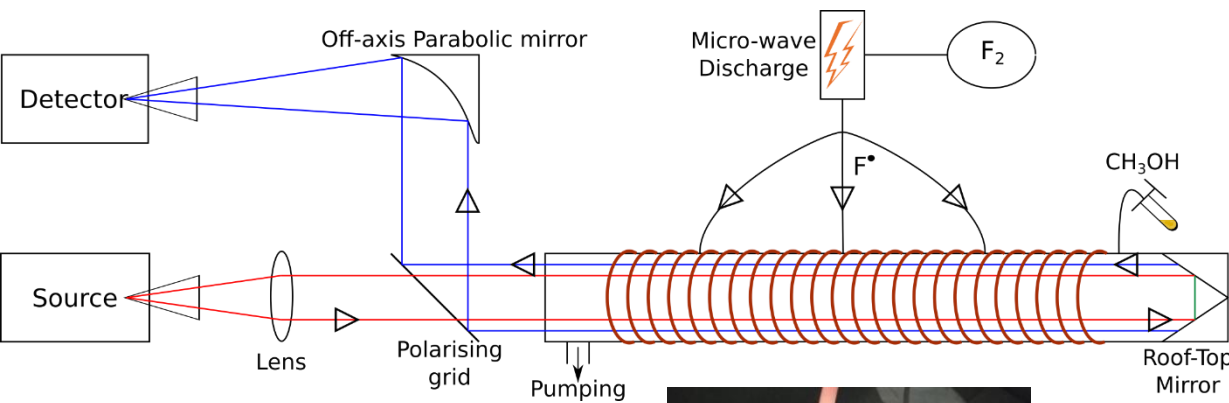 Off-axis Parabolic mirror
Micro-wave
Discharge
F₂
Detector
F•
CH₃OH
Source
Lens
Polarising
grid
Pumping
Roof-Top
Mirror